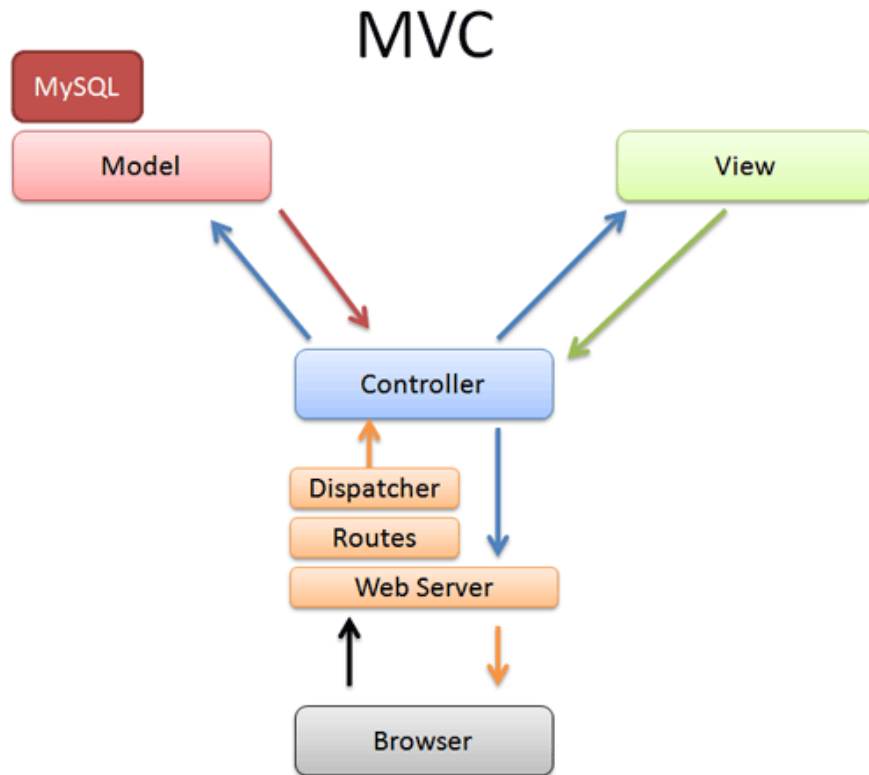 MVC
MySQL
Model
View
Controller
Dispatcher
Routes
Web Server
Browser